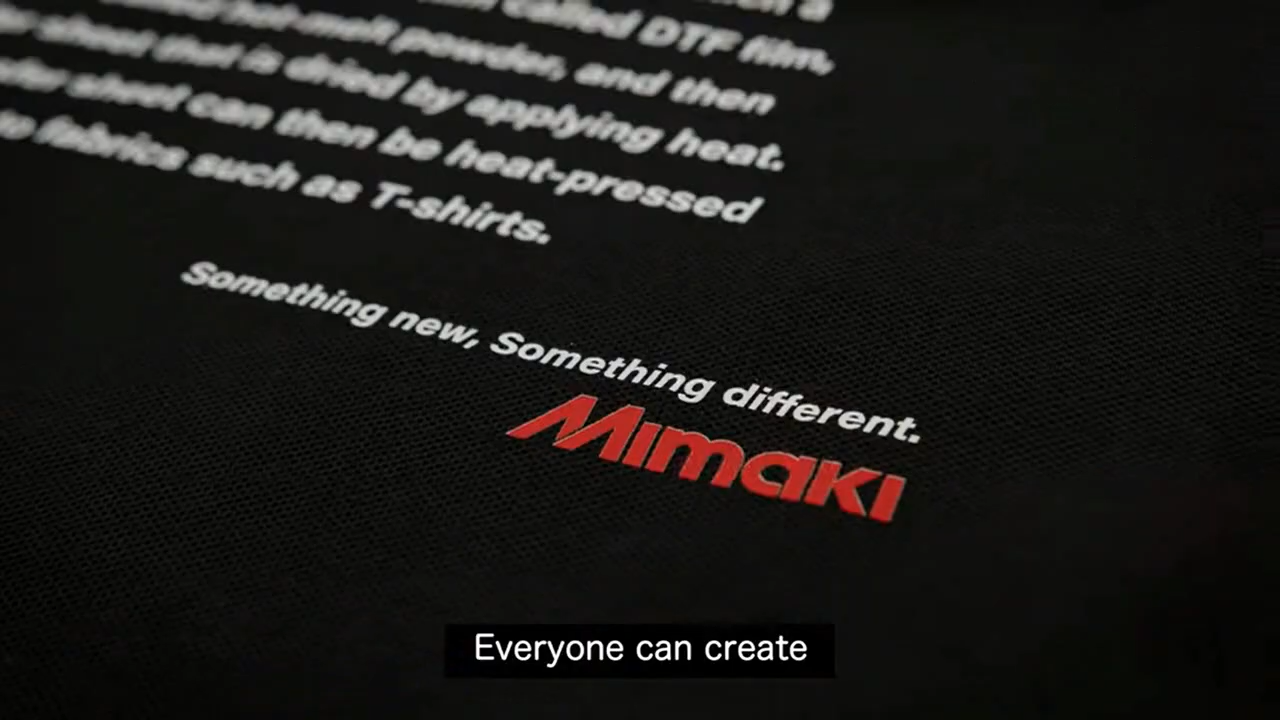 called DTF film,
hot-melt powder, and then
sheet that is dried by applying heat.
sheet can then be heat-pressed
to fabrics such as T-shirts.
Something new, Something different.
Mimaki
Everyone can create